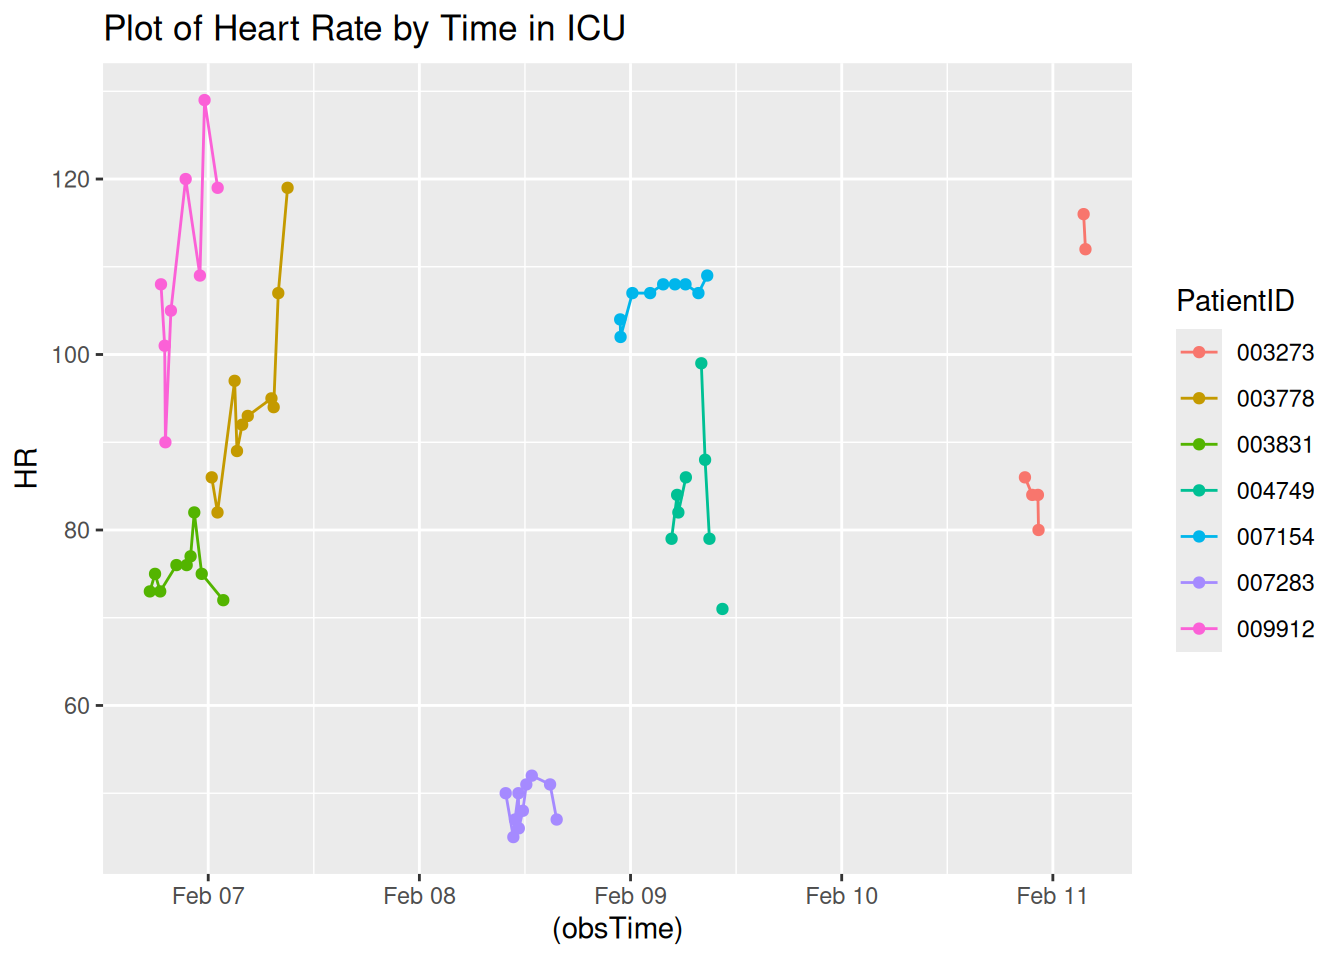 Plot of Heart Rate by Time in ICU
120
100
80
60
HR
Feb 07
Feb 08
Feb 09
Feb 10
Feb 11
(obsTime)
PatientID
003273
003778
003831
004749
007154
007283
009912